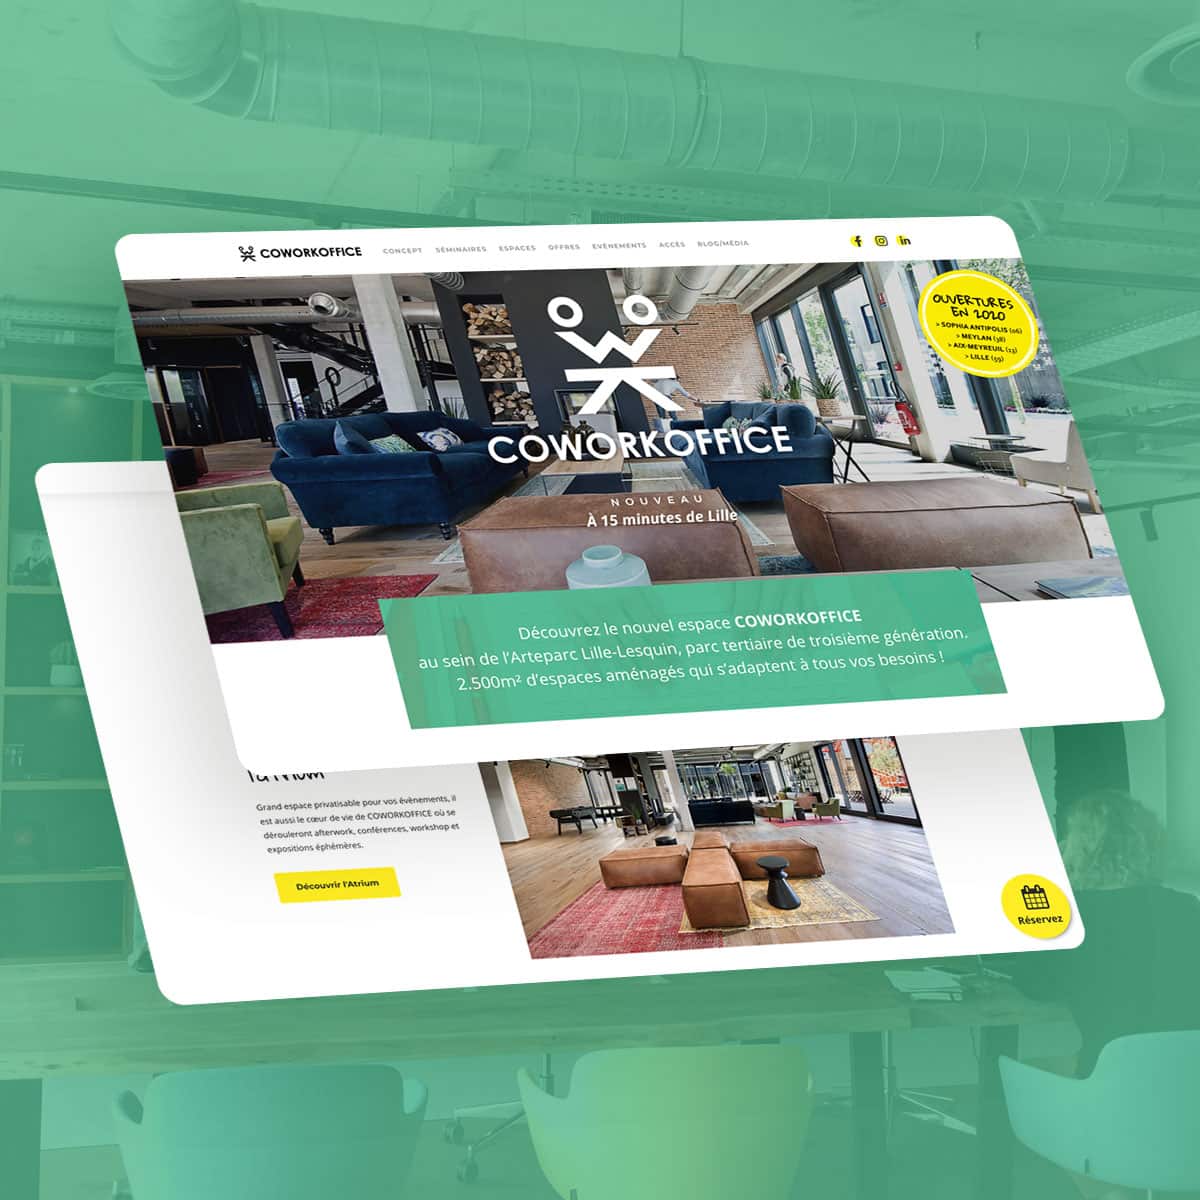 COWORKOFFICE
CONCEPT SÉMINAIRES ESPACES OFFRES EVÈNEMENTS ACCÈS BLOG/MÉDIA
OUVERTURES
EN 2020
> SOPHIA ANTIPOLIS (06)
> MEYLAN (38)
> AIX-MEYREUIL (13)
> LILLE (59)
COWORKOFFICE
NOUVEAU
À 15 minutes de Lille
Découvrez le nouvel espace COWORKOFFICE
au sein de l'Arteparc Lille-Lesquin, parc tertiaire de troisième génération.
2.500m² d'espaces aménagés qui s'adaptent à tous vos besoins !
Grand espace privatisable pour vos évènements, il
est aussi le cœur de vie de COWORKOFFICE où se
dérouleront afterwork, conférences, workshop et
expositions éphémères.
Découvrir l'Atrium
Réservez